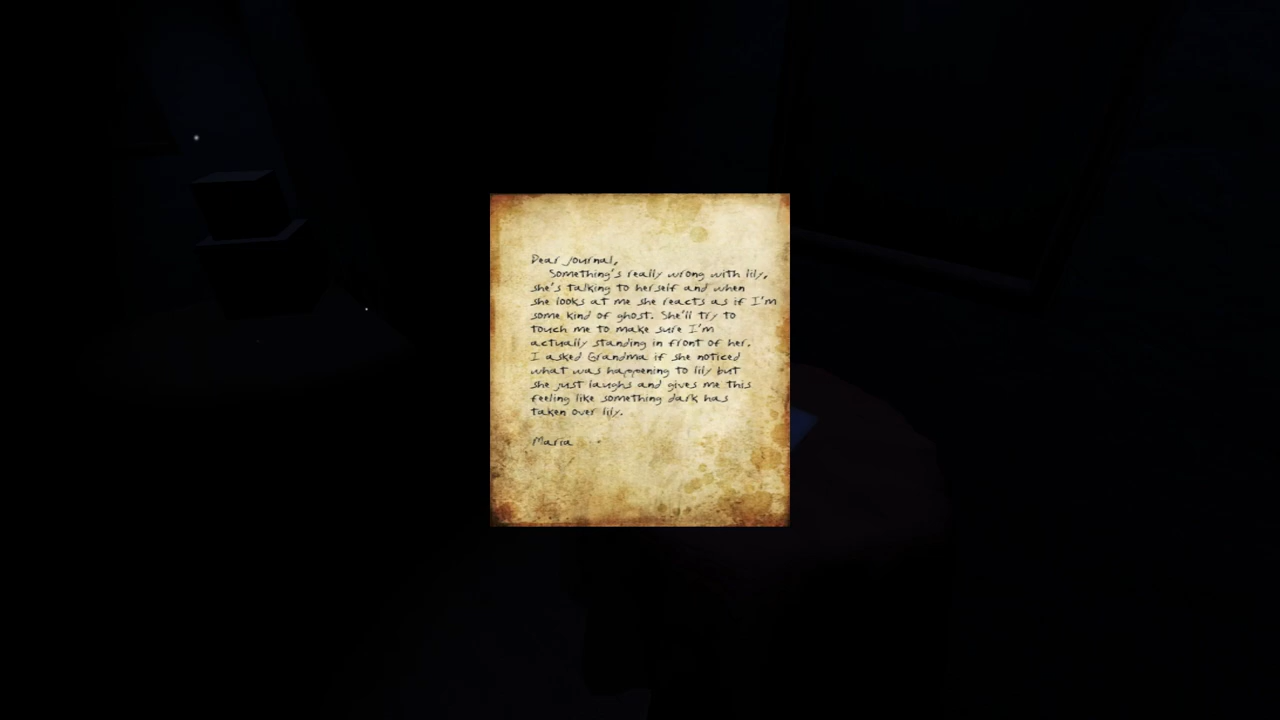 Dear Journal,
Something's really wrong with lily,
she's talking to herself and when
she looks at me she reacts as if I'm
some kind of ghost. She'll try to
touch me to make sure I'm
actually standing in front of her.
I asked Grandma if she noticed
what was happening to lily but
she just laughs and gives me this
feeling like something dark has
taken over lily.
Maria